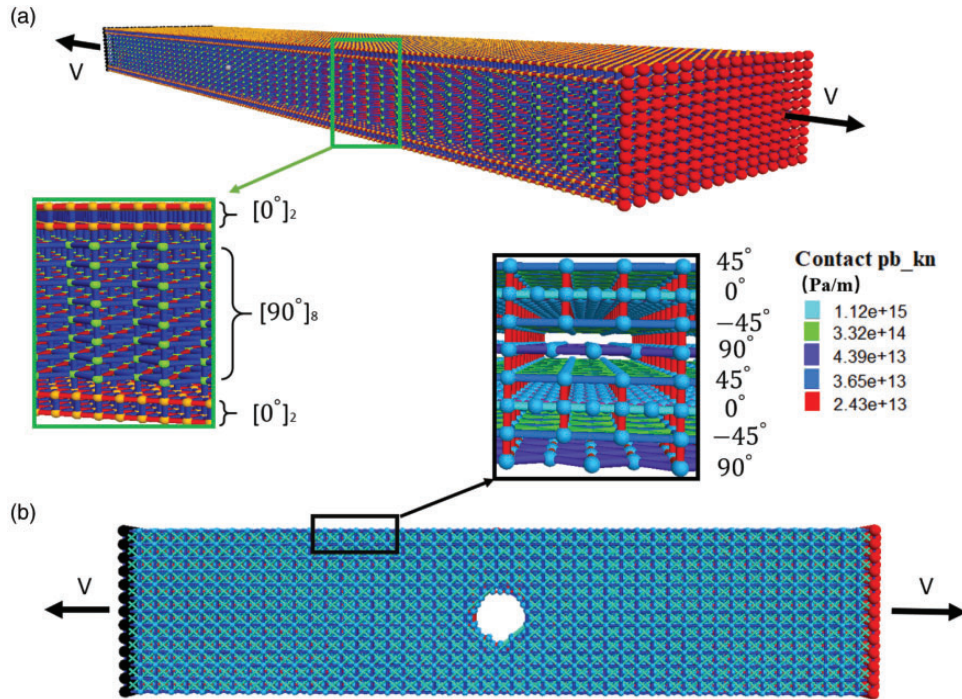 (a)
V
V
[0°]₂
[90°]₈
[0°]₂
45°
0°
−45°
90°
45°
0°
−45°
90°
Contact pb_kn
(Pa/m)
1.12e+15
3.32e+14
4.39e+13
3.65e+13
2.43e+13
(b)
V
V